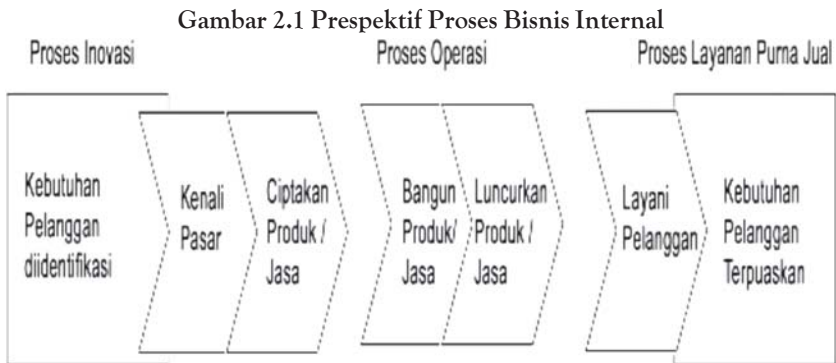 Gambar 2.1 Prespektif Proses Bisnis Internal
Proses Inovasi
Proses Operasi
Proses Layanan Purna Jual
Kebutuhan
Pelanggan
diidentifikasi
Kenali
Pasar
Ciptakan
Produk /
Jasa
Bangun
Produk/
Jasa
Luncurkan
Produk /
Jasa
Layani
Pelanggan
Kebutuhan
Pelanggan
Terpuaskan